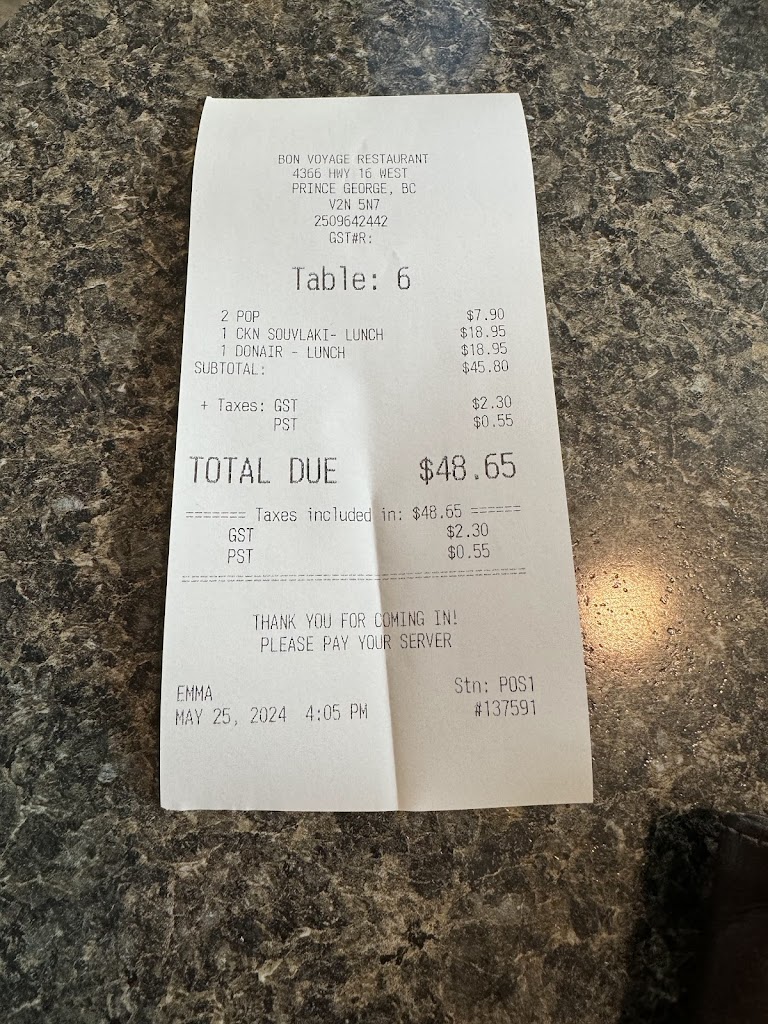 BON VOYAGE RESTAURANT
4366 HWY 16 WEST
PRINCE GEORGE, BC
V2N 5N7
2509642442
GST#R:
Table: 6
2 POP $7.90
1 CKN SOUVLAKI- LUNCH $18.95
1 DONAIR - LUNCH $18.95
SUBTOTAL: $45.80
+ Taxes: GST $2.30
PST $0.55
TOTAL DUE $48.65
======= Taxes included in: $48.65 ======
GST $2.30
PST $0.55
THANK YOU FOR COMING IN!
PLEASE PAY YOUR SERVER
EMMA Stn: POS1
MAY 25, 2024 4:05 PM #137591